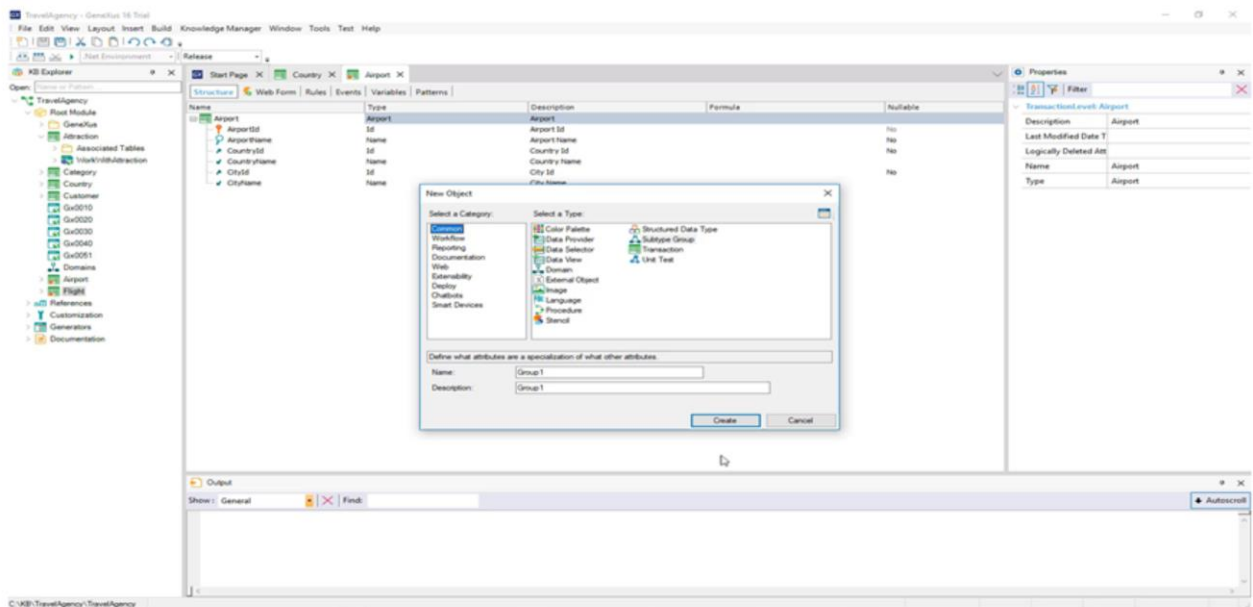 TravelAgency - GeneXus 16 Trial
File Edit View Layout Insert Build Knowledge Manager Window Tools Test Help
.Net Environment Release
KB Explorer
Start Page Country Airport
Properties
Open: Name or Pattern...
Structure Web Form Rules Events Variables Patterns
Filter
Name Type Description Formula Nullable
Airport Airport Airport
AirportId Id Airport Id No
AirportName Name Airport Name No
CountryId Id Country Id No
CountryName Name Country Name
CityId Id City Id No
CityName Name City Name
TransactionLevel: Airport
Description Airport
Last Modified Date T
Logically Deleted Att
Name Airport
Type Airport
TravelAgency
Root Module
GeneXus
Attraction
Associated Tables
WorkWithAttraction
Category
Country
Customer
Gx0010
Gx0020
Gx0030
Gx0040
Gx0051
Domains
Airport
Flight
References
Customization
Generators
Documentation
New Object
Select a Category:
Common
Workflow
Reporting
Documentation
Web
Extensibility
Deploy
Chatbots
Smart Devices
Select a Type:
Color Palette
Data Provider
Data Selector
Data View
Domain
External Object
Image
Language
Procedure
Stencil
Structured Data Type
Subtype Group
Transaction
Unit Test
Define what attributes are a specialization of what other attributes.
Name: Group1
Description: Group1
Create Cancel
Output
Show: General Find:
Autoscroll
C:\KB\TravelAgency\TravelAgency